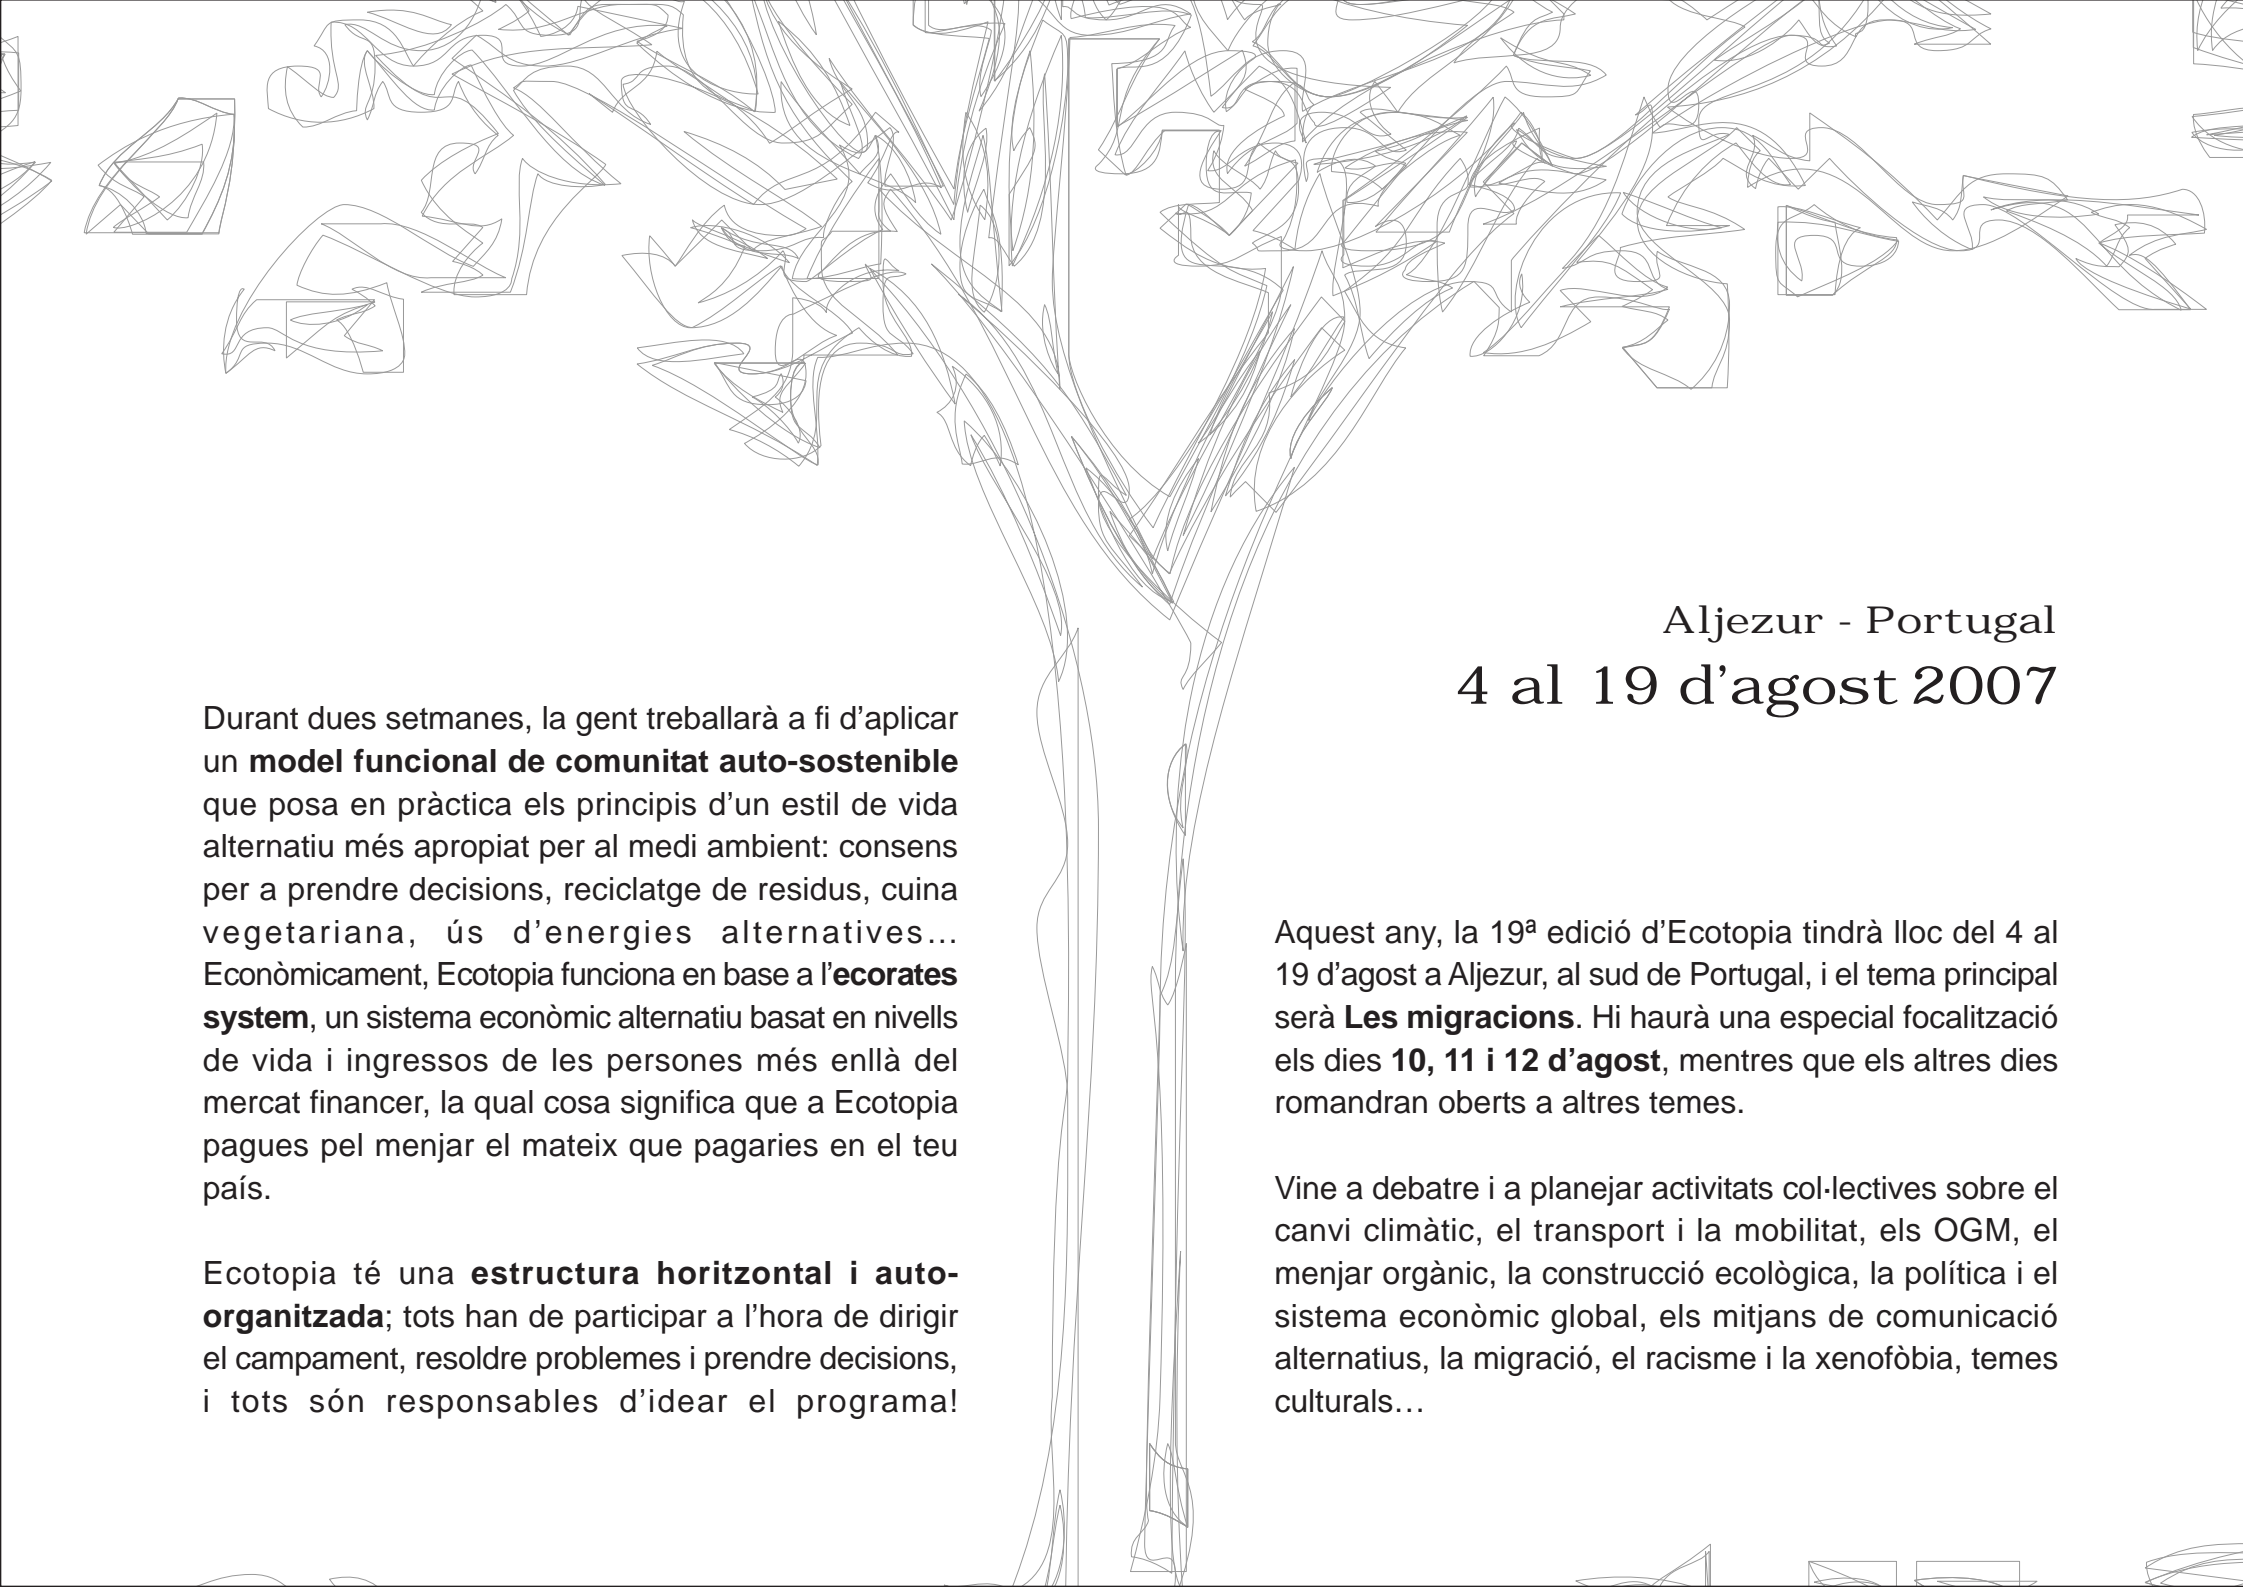 Durant dues setmanes, la gent treballarà a fi d’aplicar
un model funcional de comunitat auto-sostenible
que posa en pràctica els principis d’un estil de vida
alternatiu més apropiat per al medi ambient: consens
per a prendre decisions, reciclatge de residus, cuina
vegetariana, ús d’energies alternatives…
Econòmicament, Ecotopia funciona en base a l’ecorates
system, un sistema econòmic alternatiu basat en nivells
de vida i ingressos de les persones més enllà del
mercat financer, la qual cosa significa que a Ecotopia
pagues pel menjar el mateix que pagaries en el teu
país.
Ecotopia té una estructura horitzontal i auto-
organitzada; tots han de participar a l’hora de dirigir
el campament, resoldre problemes i prendre decisions,
i tots són responsables d’idear el programa!
Aljezur - Portugal
4 al 19 d’agost 2007
Aquest any, la 19ª edició d’Ecotopia tindrà lloc del 4 al
19 d’agost a Aljezur, al sud de Portugal, i el tema principal
serà Les migracions. Hi haurà una especial focalització
els dies 10, 11 i 12 d’agost, mentres que els altres dies
romandran oberts a altres temes.
Vine a debatre i a planejar activitats col·lectives sobre el
canvi climàtic, el transport i la mobilitat, els OGM, el
menjar orgànic, la construcció ecològica, la política i el
sistema econòmic global, els mitjans de comunicació
alternatius, la migració, el racisme i la xenofòbia, temes
culturals…